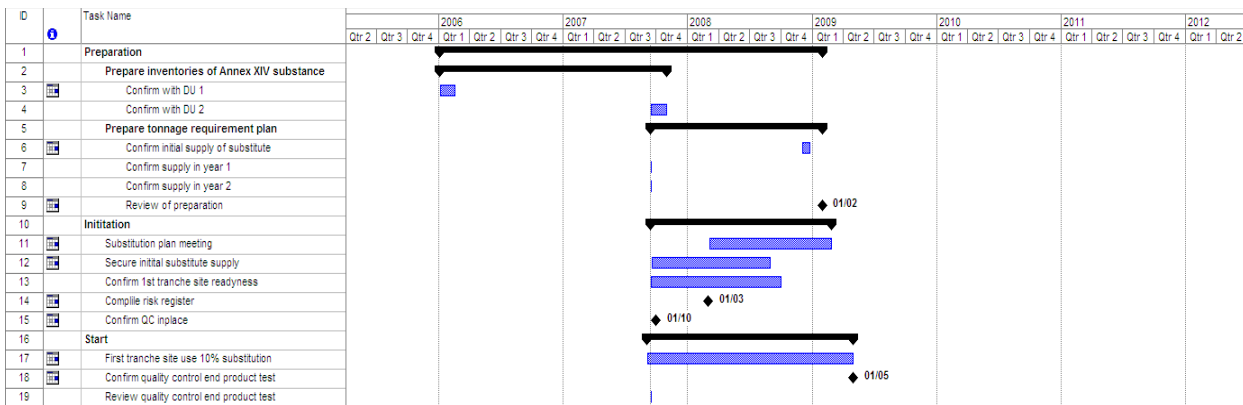 ID Task Name 2006 2007 2008 2009 2010 2011 2012
Qtr 2 Qtr 3 Qtr 4 Qtr 1 Qtr 2 Qtr 3 Qtr 4 Qtr 1 Qtr 2 Qtr 3 Qtr 4 Qtr 1 Qtr 2 Qtr 3 Qtr 4 Qtr 1 Qtr 2 Qtr 3 Qtr 4 Qtr 1 Qtr 2 Qtr 3 Qtr 4 Qtr 1 Qtr 2 Qtr 3 Qtr 4 Qtr 1 Qtr 2
1 Preparation
2 Prepare inventories of Annex XIV substance
3 Confirm with DU 1
4 Confirm with DU 2
5 Prepare tonnage requirement plan
6 Confirm initial supply of substitute
7 Confirm supply in year 1
8 Confirm supply in year 2
9 Review of preparation 01/02
10 Inititation
11 Substitution plan meeting
12 Secure initital substitute supply
13 Confirm 1st tranche site readyness
14 Complile risk register 01/03
15 Confirm QC inplace 01/10
16 Start
17 First tranche site use 10% substitution
18 Confirm quality control end product test 01/05
19 Review quality control end product test